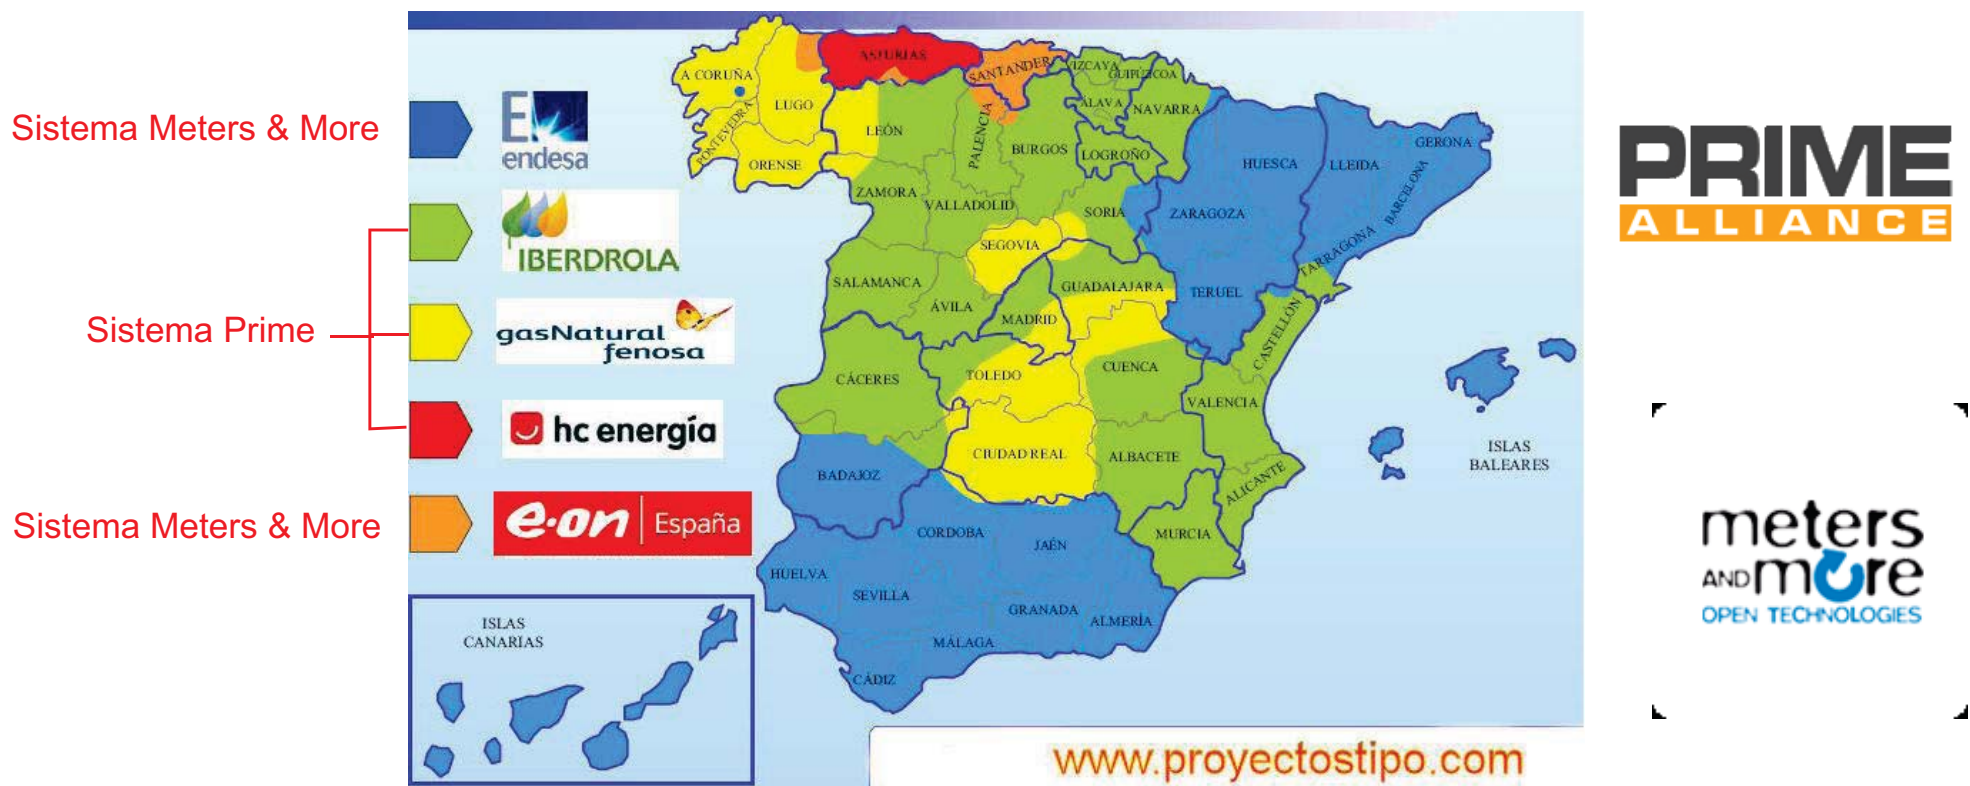 Sistema Meters & More
endesa
IBERDROLA
Sistema Prime
gasNatural
fenosa
hc energía
Sistema Meters & More
e·on España
A CORUÑA
LUGO
PONTEVEDRA
ORENSE
ASTURIAS
SANTANDER
VIZCAYA
GUIPÚZCOA
ÁLAVA
NAVARRA
LEÓN
PALENCIA
BURGOS
LOGROÑO
HUESCA
LLEIDA
GERONA
BARCELONA
TARRAGONA
ZAMORA
VALLADOLID
SORIA
ZARAGOZA
SEGOVIA
SALAMANCA
ÁVILA
MADRID
GUADALAJARA
TERUEL
CASTELLÓN
CÁCERES
TOLEDO
CUENCA
VALENCIA
BADAJOZ
CIUDAD REAL
ALBACETE
ALICANTE
MURCIA
CORDOBA
JAÉN
HUELVA
SEVILLA
GRANADA
ALMERÍA
MÁLAGA
CÁDIZ
ISLAS
BALEARES
ISLAS
CANARIAS
www.proyectostipo.com
PRIME
ALLIANCE
meters
AND more
OPEN TECHNOLOGIES